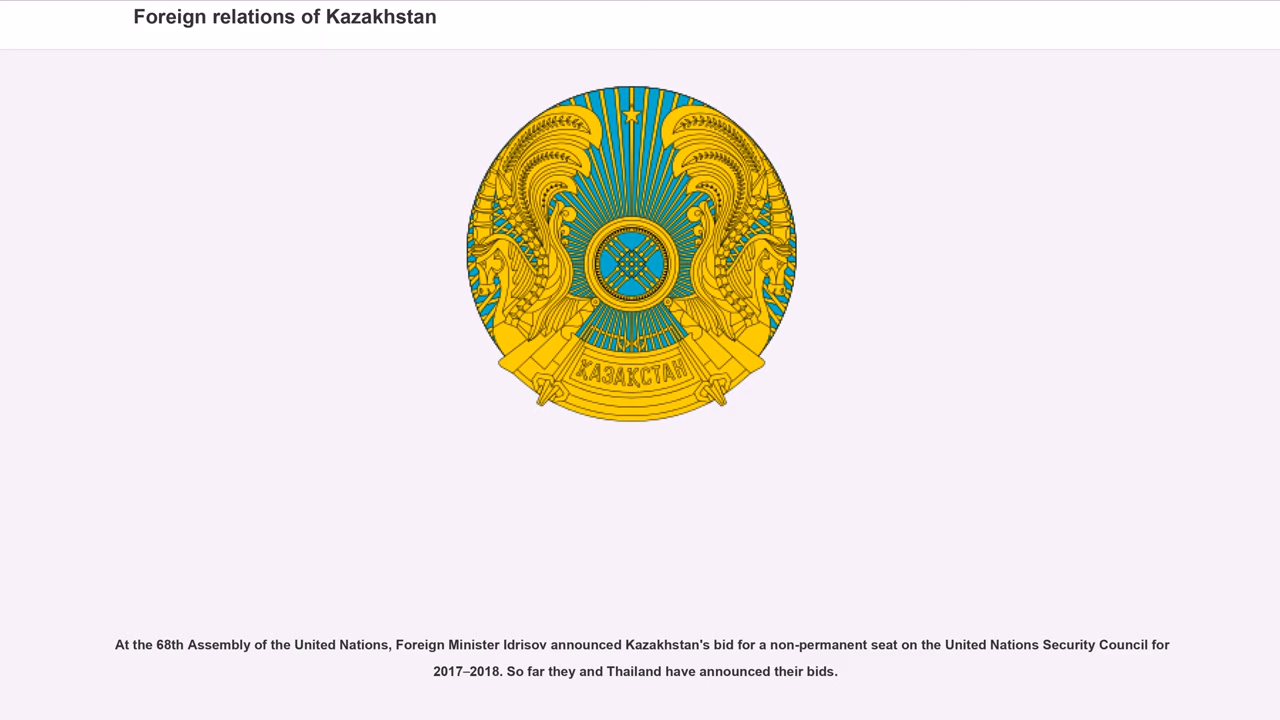 Foreign relations of Kazakhstan
ҚАЗАҚСТАН
At the 68th Assembly of the United Nations, Foreign Minister Idrisov announced Kazakhstan's bid for a non-permanent seat on the United Nations Security Council for
2017–2018. So far they and Thailand have announced their bids.